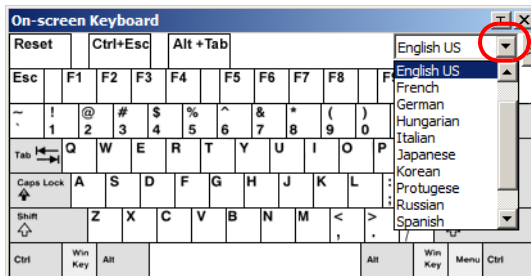 On-screen Keyboard
Reset Ctrl+Esc Alt +Tab English US
Esc F1 F2 F3 F4 F5 F6 F7 F8
~ ! @ # $ % ^ & * ( )
` 1 2 3 4 5 6 7 8 9 0
Tab Q W E R T Y U I O P
Caps Lock A S D F G H J K L : ;
Shift Z X C V B N M < , > . /
Ctrl Win Key Alt Alt Win Key Menu Ctrl
English US
French
German
Hungarian
Italian
Japanese
Korean
Protugese
Russian
Spanish